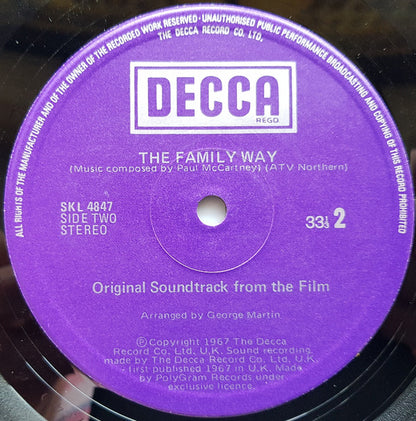 ALL RIGHTS OF THE MANUFACTURER AND OF THE OWNER OF THE RECORDED WORK RESERVED · UNAUTHORISED PUBLIC PERFORMANCE BROADCASTING AND COPYING OF THIS RECORD PROHIBITED
THE DECCA RECORD CO. LTD.
DECCA
REGD
THE FAMILY WAY
(Music composed by Paul McCartney) (ATV Northern)
SKL 4847
SIDE TWO
STEREO
33⅓ 2
Original Soundtrack from the Film
Arranged by George Martin
℗ Copyright 1967 The Decca
Record Co. Ltd., U.K. Sound recording
made by The Decca Record Co. Ltd., U.K.
first published 1967 in U.K. Made
by PolyGram Records under
exclusive licence.